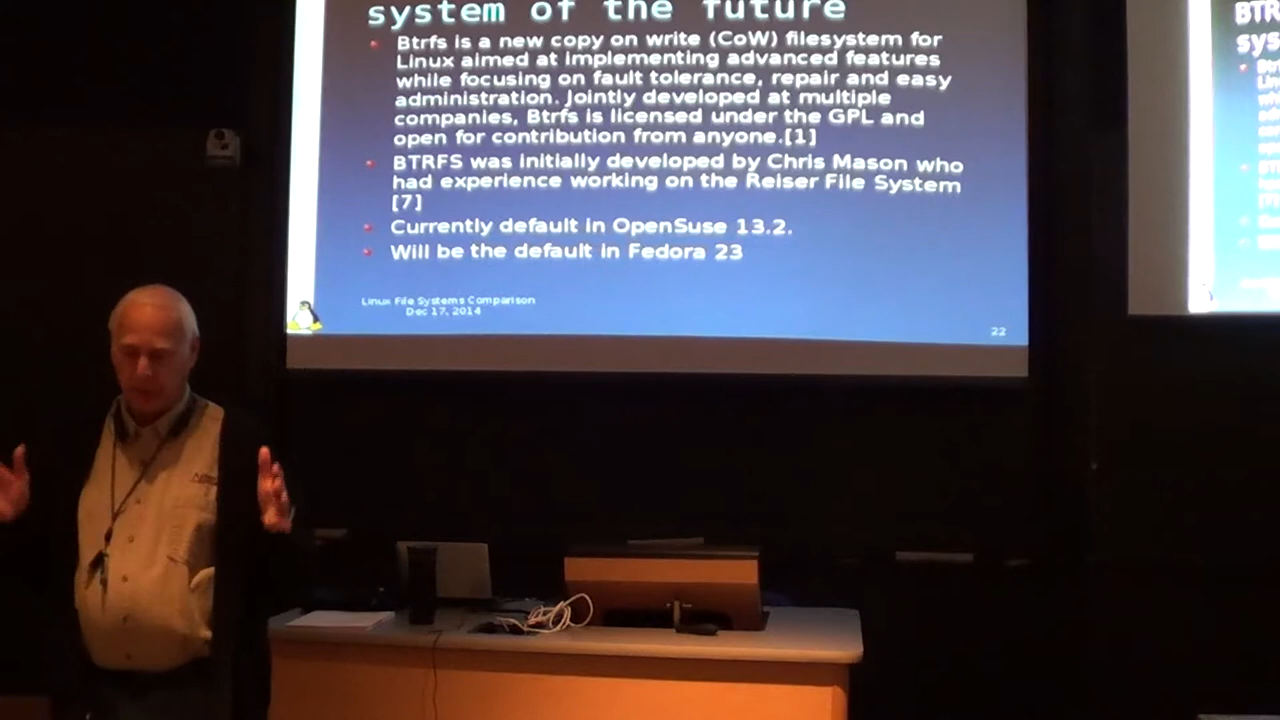 system of the future
Btrfs is a new copy on write (CoW) filesystem for
Linux aimed at implementing advanced features
while focusing on fault tolerance, repair and easy
administration. Jointly developed at multiple
companies, Btrfs is licensed under the GPL and
open for contribution from anyone.[1]
BTRFS was initially developed by Chris Mason who
had experience working on the Reiser File System
[7]
Currently default in OpenSuse 13.2.
Will be the default in Fedora 23
Linux File Systems Comparison
Dec 17, 2014
22
BTR
sys